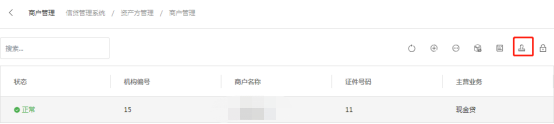 商户管理 信贷管理系统 / 资产方管理 / 商户管理
搜索...
状态 机构编号 商户名称 证件号码 主营业务
正常 15 11 现金贷